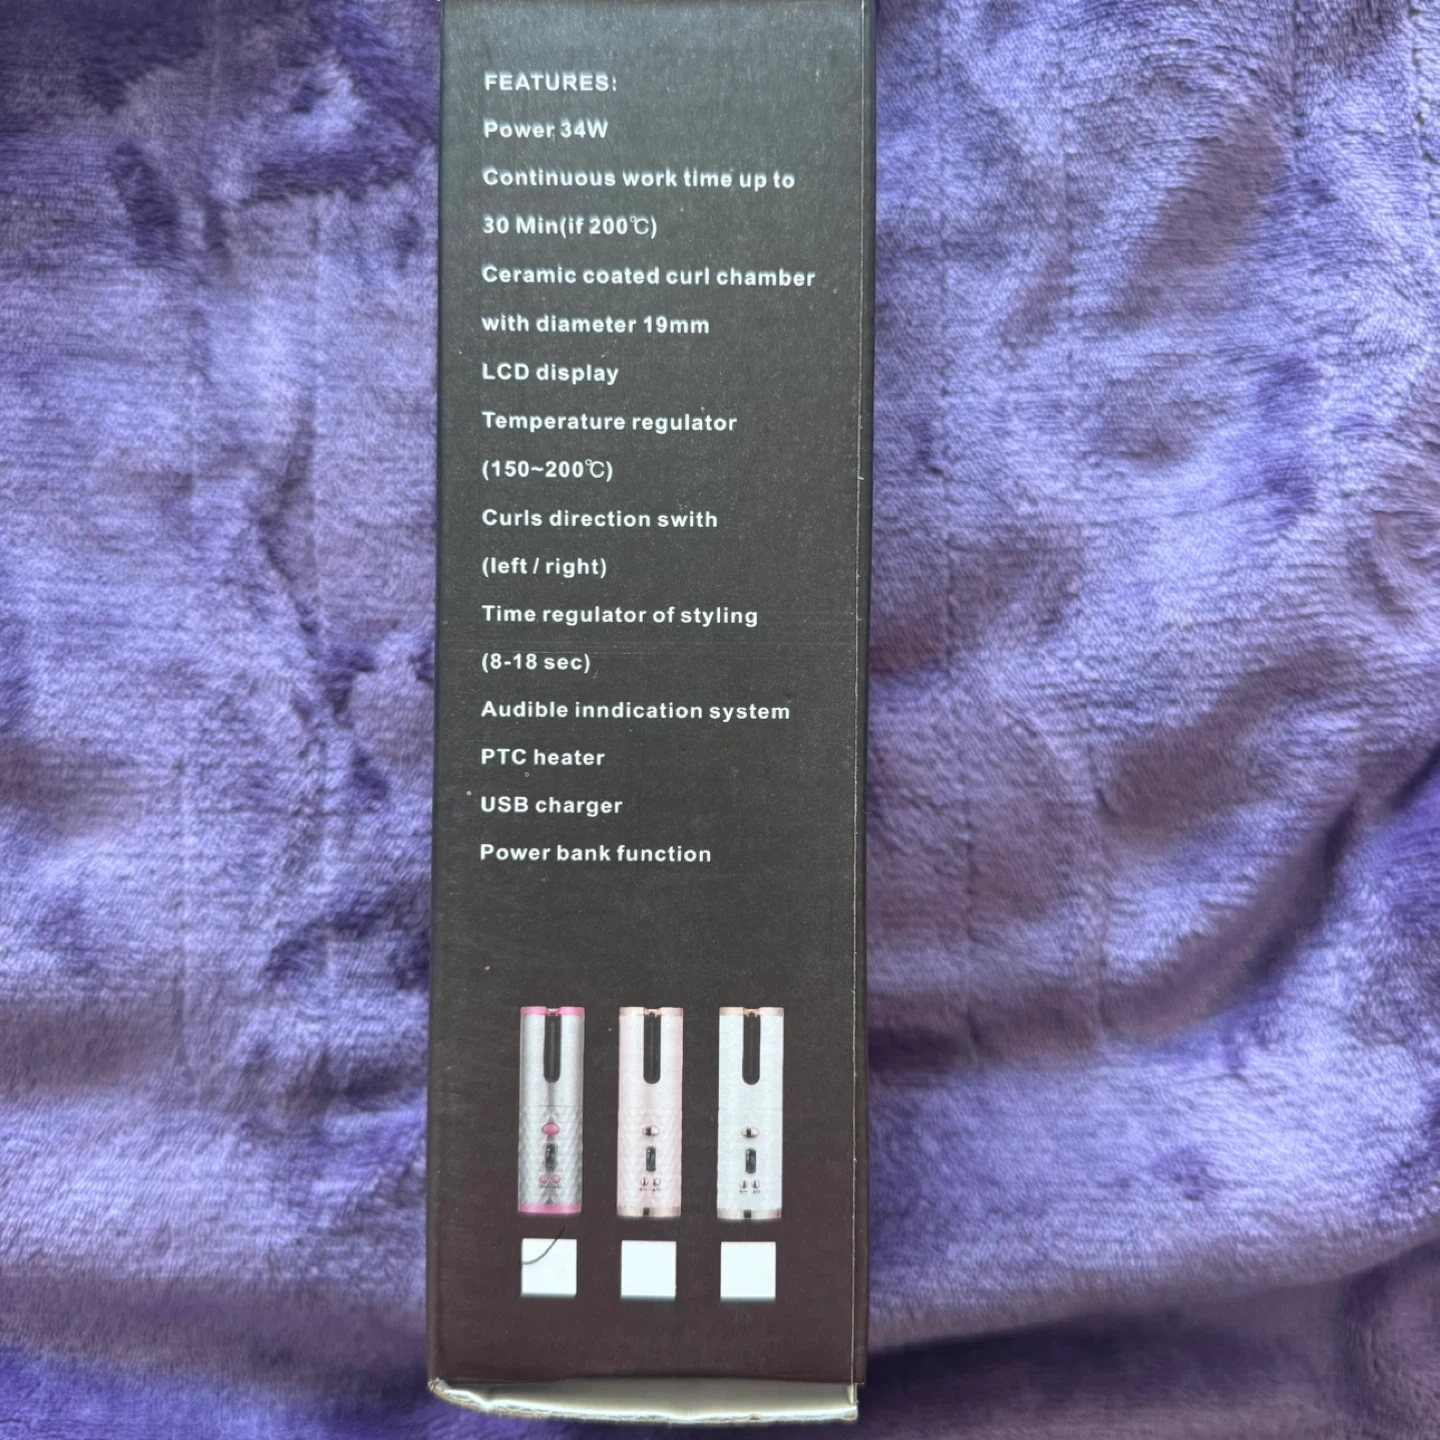 FEATURES:
Power 34W
Continuous work time up to
30 Min(if 200℃)
Ceramic coated curl chamber
with diameter 19mm
LCD display
Temperature regulator
(150~200℃)
Curls direction swith
(left / right)
Time regulator of styling
(8-18 sec)
Audible inndication system
PTC heater
USB charger
Power bank function